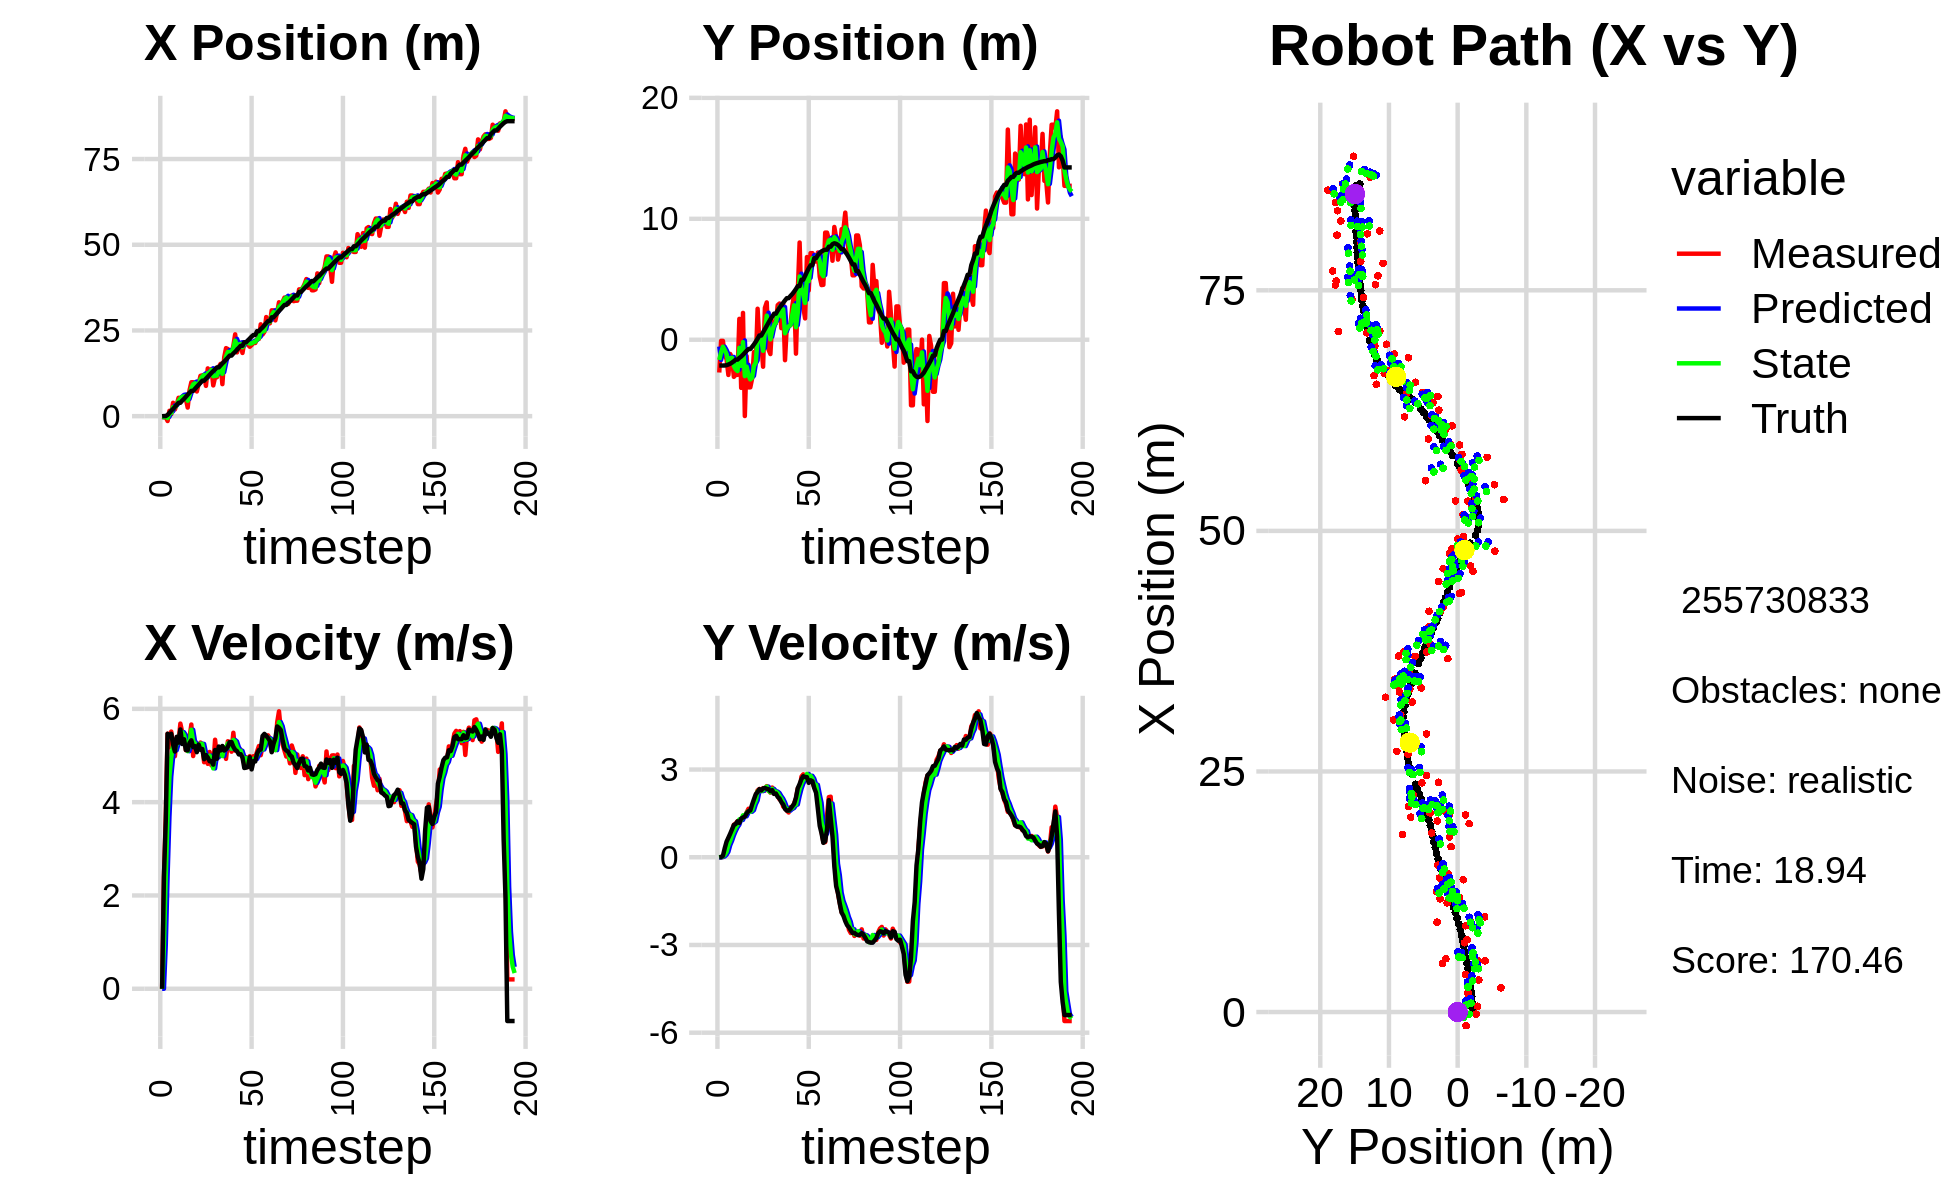 X Position (m)
75
50
25
0
0 50 100 150 200
timestep
Y Position (m)
20
10
0
0 50 100 150 200
timestep
X Velocity (m/s)
6
4
2
0
0 50 100 150 200
timestep
Y Velocity (m/s)
3
0
-3
-6
0 50 100 150 200
timestep
Robot Path (X vs Y)
X Position (m)
75
50
25
0
20 10 0 -10 -20
Y Position (m)
variable
Measured
Predicted
State
Truth
255730833
Obstacles: none
Noise: realistic
Time: 18.94
Score: 170.46